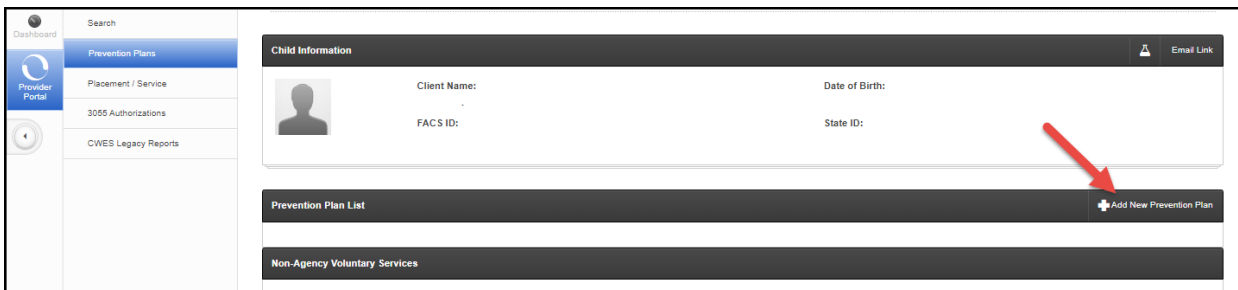 Dashboard
Provider
Portal
Search
Prevention Plans
Placement / Service
3055 Authorizations
CWES Legacy Reports
Child Information
Email Link
Client Name:
Date of Birth:
FACS ID:
State ID:
Prevention Plan List
Add New Prevention Plan
Non-Agency Voluntary Services